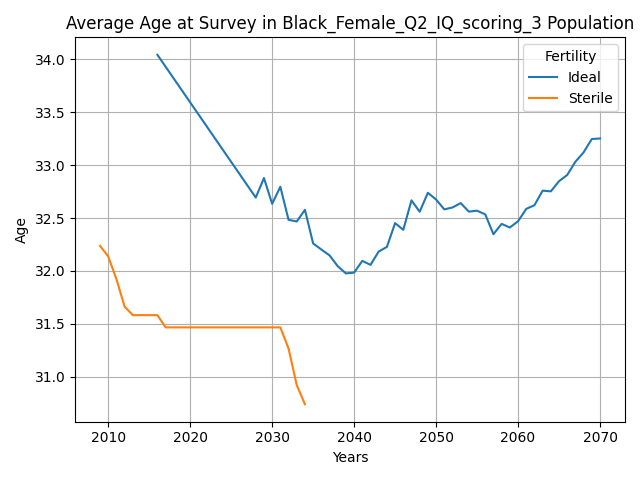 Average Age at Survey in Black_Female_Q2_IQ_scoring_3 Population
Fertility
Ideal
Sterile
34.0
33.5
33.0
32.5
32.0
31.5
31.0
Age
2010 2020 2030 2040 2050 2060 2070
Years